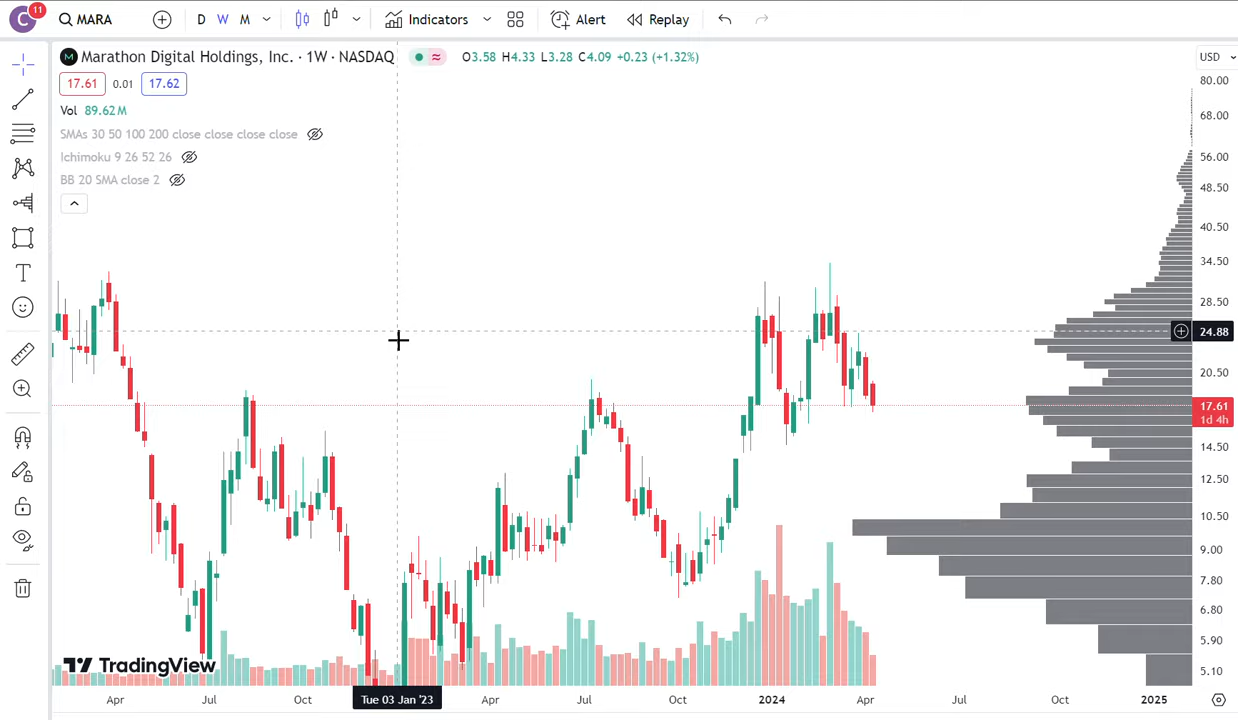 C 11 MARA D W M Indicators Alert Replay
M Marathon Digital Holdings, Inc. · 1W · NASDAQ ≈ O3.58 H4.33 L3.28 C4.09 +0.23 (+1.32%) USD
17.61 0.01 17.62
Vol 89.62 M
SMAs 30 50 100 200 close close close close
Ichimoku 9 26 52 26
BB 20 SMA close 2
80.00
68.00
56.00
48.50
40.50
34.50
28.50
24.88
20.50
17.61
1d 4h
14.50
12.50
10.50
9.00
7.80
6.80
5.90
5.10
TradingView
Apr Jul Oct Tue 03 Jan '23 Apr Jul Oct 2024 Apr Jul Oct 2025